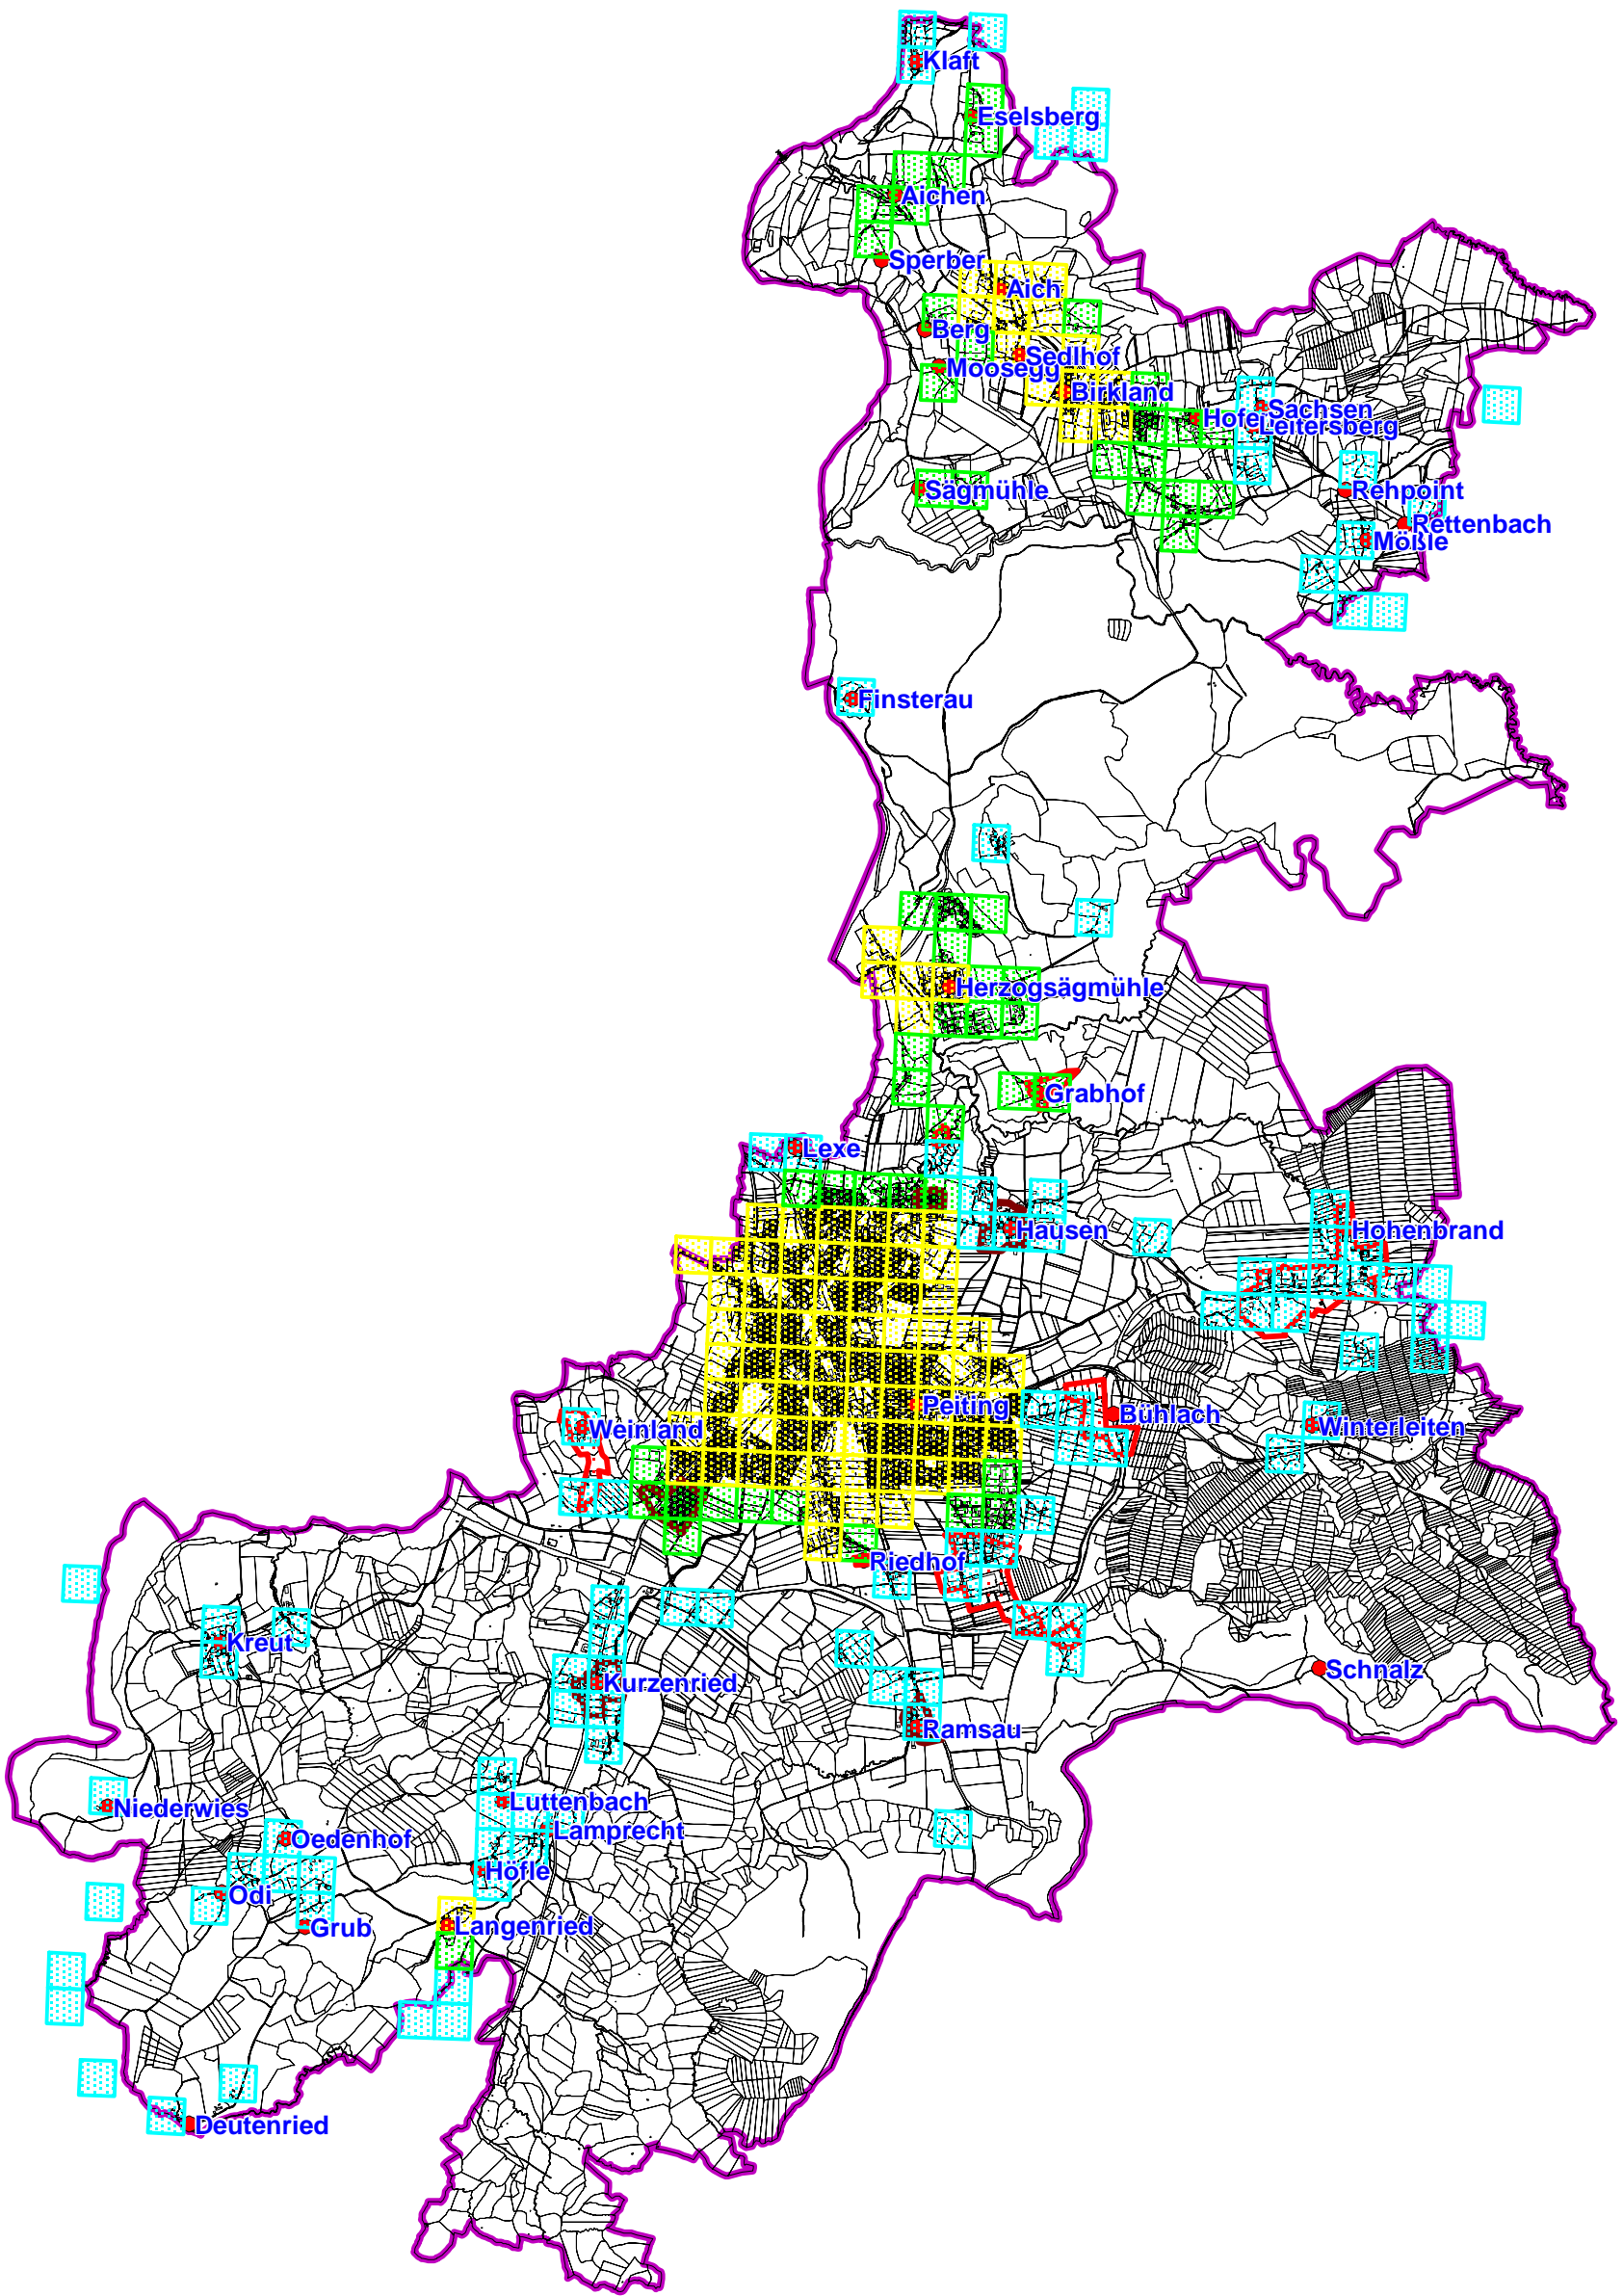 Klaft
Eselsberg
Aichen
Sperber
Aich
Berg
Sedlhof
Moosegg
Birkland
Sachsen
Hofe
Leitersberg
Sägmühle
Rehpoint
Rettenbach
Mößle
Finsterau
Herzogsägmühle
Grabhof
Lexe
Hausen
Hohenbrand
Peiting
Bühlach
Weinland
Winterleiten
Riedhof
Kreut
Schnalz
Kurzenried
Ramsau
Luttenbach
Niederwies
Lamprecht
Oedenhof
Höfle
Odi
Langenried
Grub
Deutenried